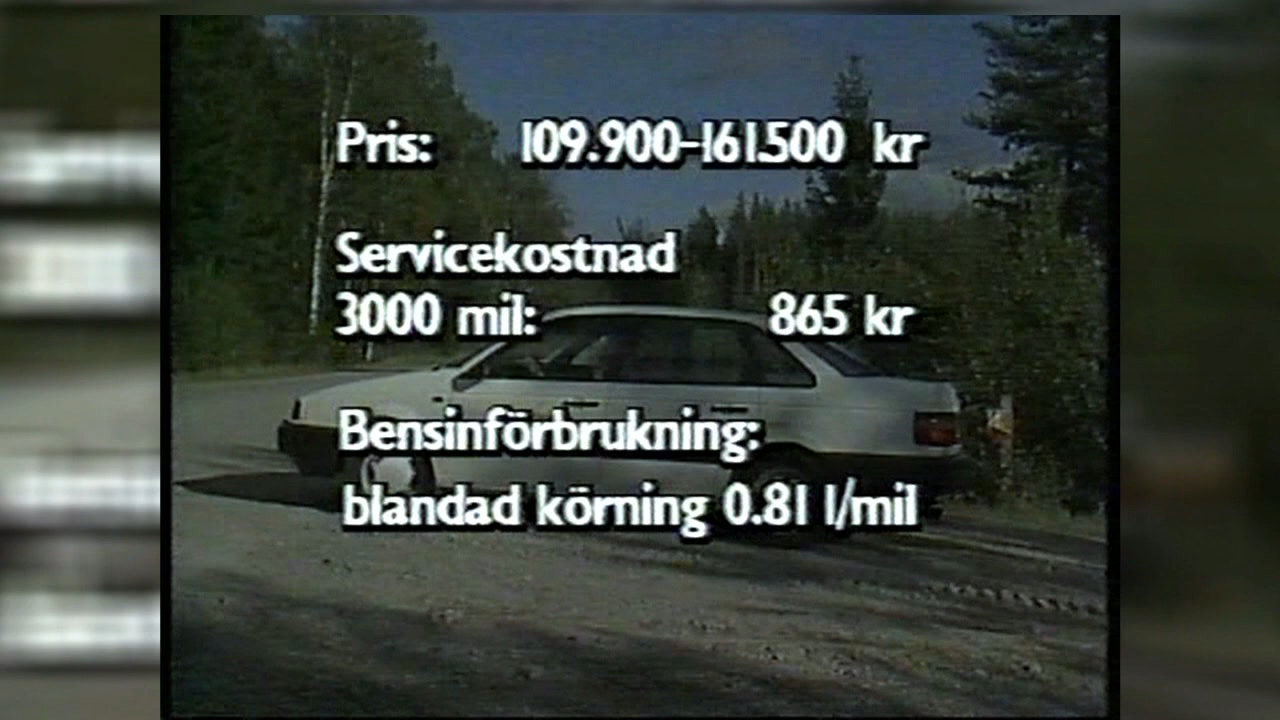 Pris: 109.900-161.500 kr
Servicekostnad
3000 mil: 865 kr
Bensinförbrukning:
blandad körning 0.81 l/mil